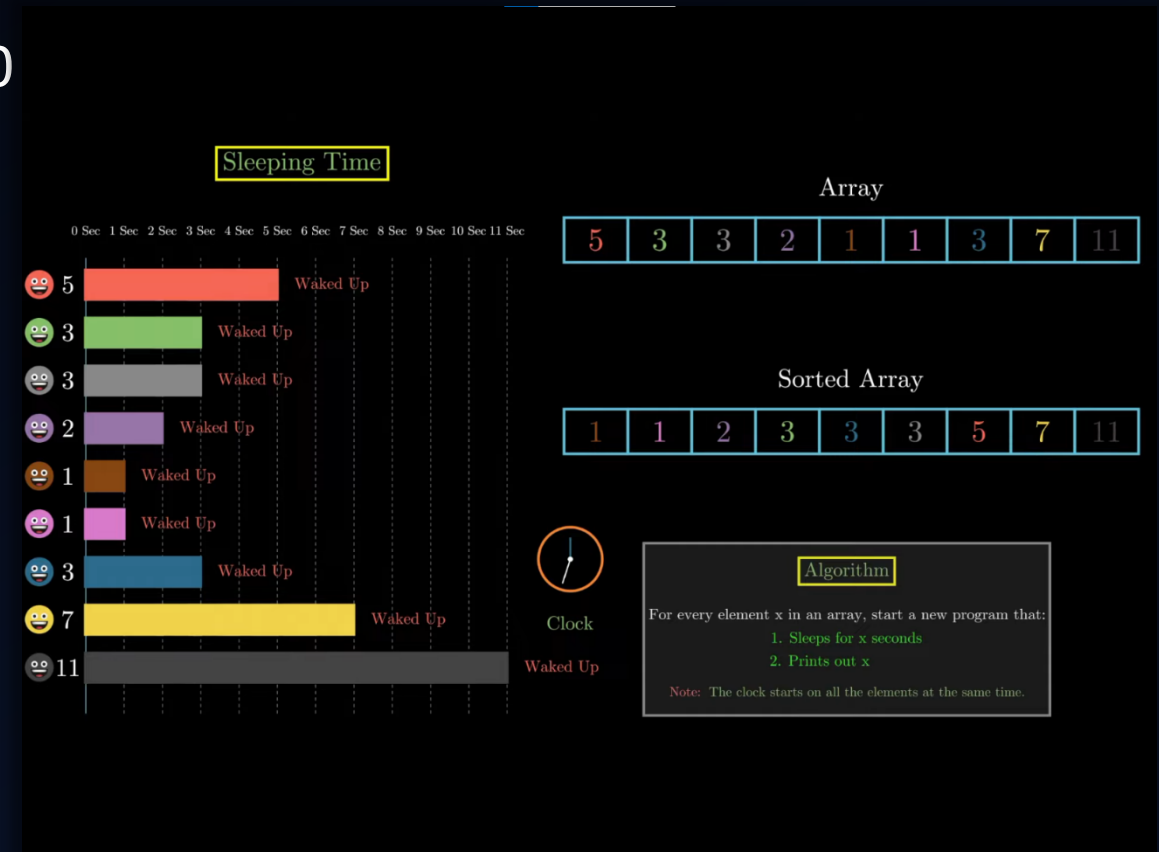 Sleeping Time
0 Sec 1 Sec 2 Sec 3 Sec 4 Sec 5 Sec 6 Sec 7 Sec 8 Sec 9 Sec 10 Sec 11 Sec
5 Waked Up
3 Waked Up
3 Waked Up
2 Waked Up
1 Waked Up
1 Waked Up
3 Waked Up
7 Waked Up
11 Waked Up
Array
5 3 3 2 1 1 3 7 11
Sorted Array
1 1 2 3 3 3 5 7 11
Clock
Algorithm
For every element x in an array, start a new program that:
1. Sleeps for x seconds
2. Prints out x
Note: The clock starts on all the elements at the same time.